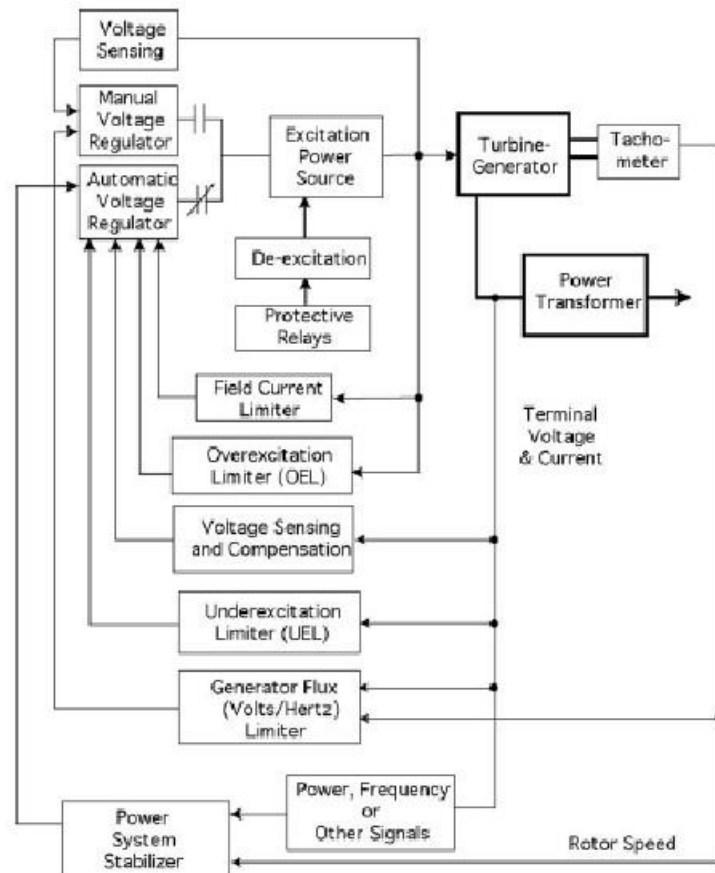 Voltage
Sensing
Manual
Voltage
Regulator
Automatic
Voltage
Regulator
Excitation
Power
Source
Turbine-
Generator
Tacho-
meter
De-excitation
Protective
Relays
Power
Transformer
Field Current
Limiter
Terminal
Voltage
& Current
Overexcitation
Limiter (OEL)
Voltage Sensing
and Compensation
Underexcitation
Limiter (UEL)
Generator Flux
(Volts/Hertz)
Limiter
Power, Frequency
or
Other Signals
Power
System
Stabilizer
Rotor Speed